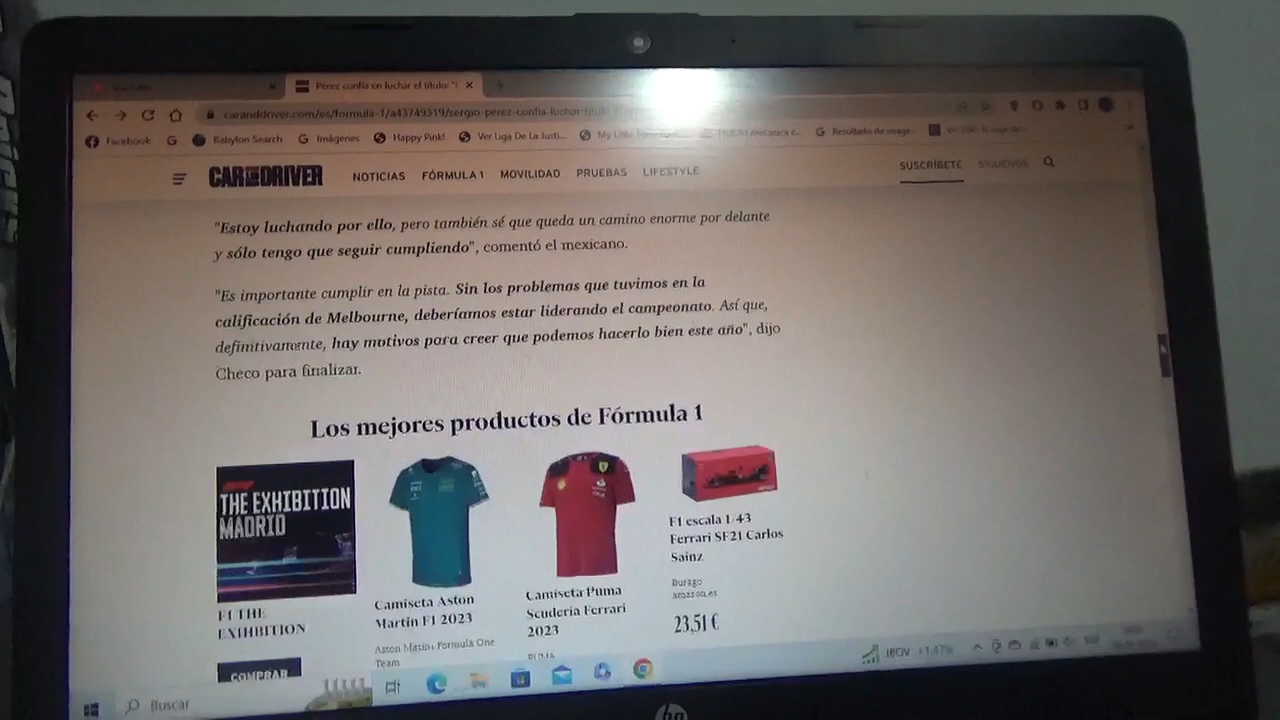 Pérez confía en luchar el título: "
caranddriver.com/es/formula-1/a43749319/sergio-perez-confia-luchar-titulo
Facebook
Babylon Search
Imágenes
Happy Pink!
Ver Liga De La Justi...
Resultado de image...
CAR AND DRIVER
NOTICIAS
FÓRMULA 1
MOVILIDAD
PRUEBAS
LIFESTYLE
SUSCRÍBETE
SÍGUENOS
"Estoy luchando por ello, pero también sé que queda un camino enorme por delante
y sólo tengo que seguir cumpliendo", comentó el mexicano.
"Es importante cumplir en la pista. Sin los problemas que tuvimos en la
calificación de Melbourne, deberíamos estar liderando el campeonato. Así que,
definitivamente, hay motivos para creer que podemos hacerlo bien este año", dijo
Checo para finalizar.
Los mejores productos de Fórmula 1
THE EXHIBITION
MADRID
F1 THE
EXHIBITION
COMPRAR
Camiseta Aston
Martin F1 2023
Aston Matin Formula One
Team
Camiseta Puma
Scuderia Ferrari
2023
PUMA
F1 escala 1/43
Ferrari SF21 Carlos
Sainz
Burago
amazon.es
23,51 €
Buscar
IBOV +1,47%
hp